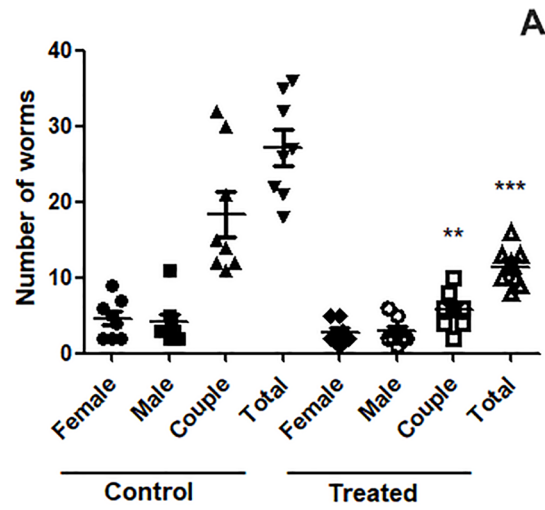 A
Number of worms
40
30
20
10
0
**
***
Female
Male
Couple
Total
Female
Male
Couple
Total
Control
Treated